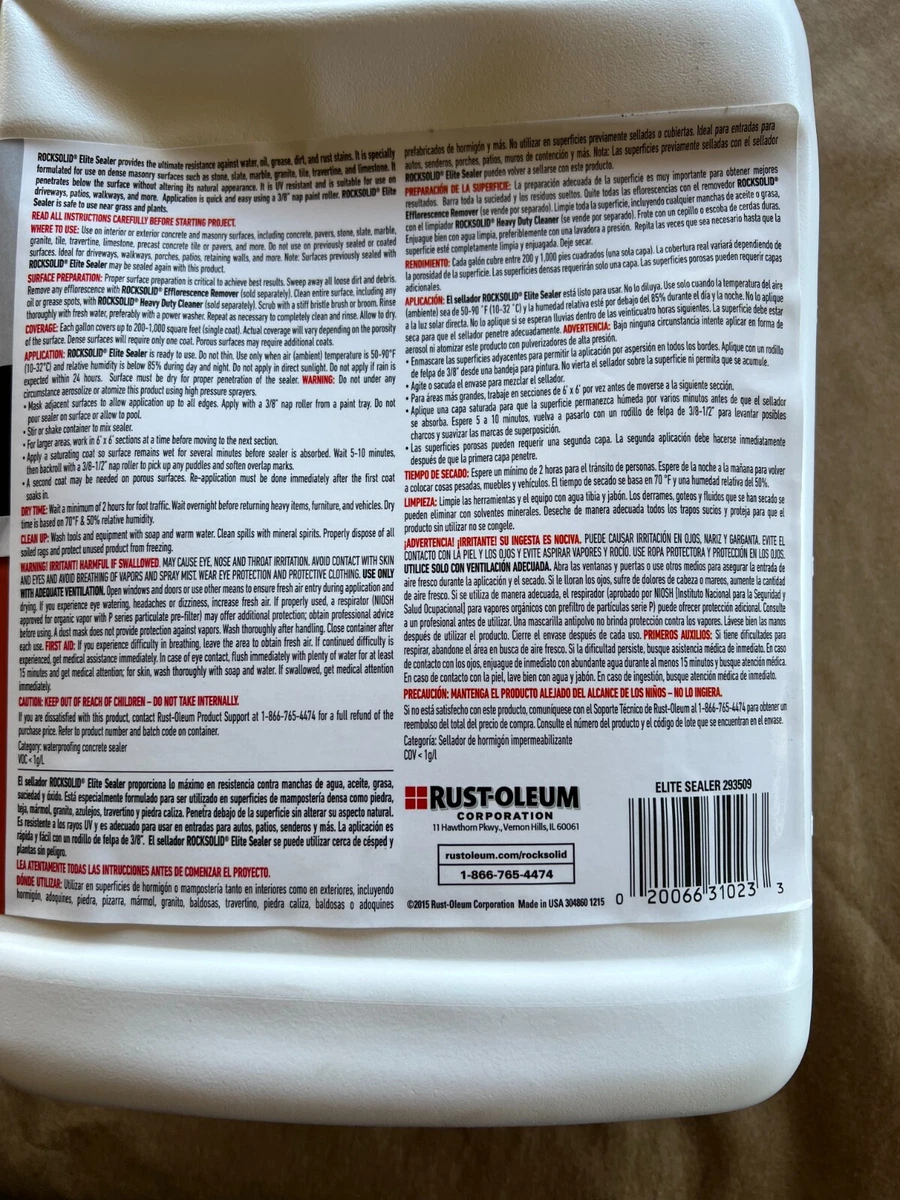 ROCKSOLID® Elite Sealer provides the ultimate resistance against water, oil, grease, dirt, and rust stains. It is specially
formulated for use on dense masonry surfaces such as stone, slate, marble, granite, tile, travertine, and limestone. It
penetrates below the surface without altering its natural appearance. It is UV resistant and is suitable for use on
driveways, patios, walkways, and more. Application is quick and easy using a 3/8" nap paint roller. ROCKSOLID® Elite
Sealer is safe to use near grass and plants.
READ ALL INSTRUCTIONS CAREFULLY BEFORE STARTING PROJECT.
WHERE TO USE: Use on interior or exterior concrete and masonry surfaces, including concrete, pavers, stone, slate, marble,
granite, tile, travertine, limestone, precast concrete tile or pavers, and more. Do not use on previously sealed or coated
surfaces. Ideal for driveways, walkways, porches, patios, retaining walls, and more. Note: Surfaces previously sealed with
ROCKSOLID® Elite Sealer may be sealed again with this product.
SURFACE PREPARATION: Proper surface preparation is critical to achieve best results. Sweep away all loose dirt and debris.
Remove any efflorescence with ROCKSOLID® Efflorescence Remover (sold separately). Clean entire surface, including any
oil or grease spots, with ROCKSOLID® Heavy Duty Cleaner (sold separately). Scrub with a stiff bristle brush or broom. Rinse
thoroughly with fresh water, preferably with a power washer. Repeat as necessary to completely clean and rinse. Allow to dry.
COVERAGE: Each gallon covers up to 200-1,000 square feet (single coat). Actual coverage will vary depending on the porosity
of the surface. Dense surfaces will require only one coat. Porous surfaces may require additional coats.
APPLICATION: ROCKSOLID® Elite Sealer is ready to use. Do not thin. Use only when air (ambient) temperature is 50-90°F
(10-32°C) and relative humidity is below 85% during day and night. Do not apply in direct sunlight. Do not apply if rain is
expected within 24 hours. Surface must be dry for proper penetration of the sealer. WARNING: Do not under any
circumstance aerosolize or atomize this product using high pressure sprayers.
• Mask adjacent surfaces to allow application up to all edges. Apply with a 3/8" nap roller from a paint tray. Do not
pour sealer on surface or allow to pool.
• Stir or shake container to mix sealer.
• For larger areas, work in 6' x 6' sections at a time before moving to the next section.
• Apply a saturating coat so surface remains wet for several minutes before sealer is absorbed. Wait 5-10 minutes,
then backroll with a 3/8-1/2" nap roller to pick up any puddles and soften overlap marks.
• A second coat may be needed on porous surfaces. Re-application must be done immediately after the first coat
soaks in.
DRY TIME: Wait a minimum of 2 hours for foot traffic. Wait overnight before returning heavy items, furniture, and vehicles. Dry
time is based on 70°F & 50% relative humidity.
CLEAN UP: Wash tools and equipment with soap and warm water. Clean spills with mineral spirits. Properly dispose of all
soiled rags and protect unused product from freezing.
WARNING! IRRITANT! HARMFUL IF SWALLOWED. MAY CAUSE EYE, NOSE AND THROAT IRRITATION. AVOID CONTACT WITH SKIN
AND EYES AND AVOID BREATHING OF VAPORS AND SPRAY MIST. WEAR EYE PROTECTION AND PROTECTIVE CLOTHING. USE ONLY
WITH ADEQUATE VENTILATION. Open windows and doors or use other means to ensure fresh air entry during application and
drying. If you experience eye watering, headaches or dizziness, increase fresh air. If properly used, a respirator (NIOSH
approved for organic vapor with P series particulate pre-filter) may offer additional protection; obtain professional advice
before using. A dust mask does not provide protection against vapors. Wash thoroughly after handling. Close container after
each use. FIRST AID: If you experience difficulty in breathing, leave the area to obtain fresh air. If continued difficulty is
experienced, get medical assistance immediately. In case of eye contact, flush immediately with plenty of water for at least
15 minutes and get medical attention; for skin, wash thoroughly with soap and water. If swallowed, get medical attention
immediately.
CAUTION: KEEP OUT OF REACH OF CHILDREN – DO NOT TAKE INTERNALLY.
If you are dissatisfied with this product, contact Rust-Oleum Product Support at 1-866-765-4474 for a full refund of the
purchase price. Refer to product number and batch code on container.
Category: waterproofing concrete sealer
VOC < 1g/L
El sellador ROCKSOLID® Elite Sealer proporciona lo máximo en resistencia contra manchas de agua, aceite, grasa,
suciedad y óxido. Está especialmente formulado para ser utilizado en superficies de mampostería densa como piedra,
teja, mármol, granito, azulejos, travertino y piedra caliza. Penetra debajo de la superficie sin alterar su aspecto natural.
Es resistente a los rayos UV y es adecuado para usar en entradas para autos, patios, senderos y más. La aplicación es
rápida y fácil con un rodillo de felpa de 3/8". El sellador ROCKSOLID® Elite Sealer se puede utilizar cerca de césped y
plantas sin peligro.
LEA ATENTAMENTE TODAS LAS INTRUCCIONES ANTES DE COMENZAR EL PROYECTO.
DÓNDE UTILIZAR: Utilizar en superficies de hormigón o mampostería tanto en interiores como en exteriores, incluyendo
hormigón, adoquines, piedra, pizarra, mármol, granito, baldosas, travertino, piedra caliza, baldosas o adoquines
prefabricados de hormigón y más. No utilizar en superficies previamente selladas o cubiertas. Ideal para entradas para
autos, senderos, porches, patios, muros de contención y más. Nota: Las superficies previamente selladas con el sellador
ROCKSOLID® Elite Sealer pueden volver a sellarse con este producto.
PREPARACIÓN DE LA SUPERFICIE: La preparación adecuada de la superficie es muy importante para obtener mejores
resultados. Barra toda la suciedad y los residuos sueltos. Quite todas las eflorescencias con el removedor ROCKSOLID®
Efflorescence Remover (se vende por separado). Limpie toda la superficie, incluyendo cualquier manchas de aceite o grasa,
con el limpiador ROCKSOLID® Heavy Duty Cleaner (se vende por separado). Frote con un cepillo o escoba de cerdas duras.
Enjuague bien con agua limpia, preferiblemente con una lavadora a presión. Repita las veces que sea necesario hasta que la
superficie esté completamente limpia y enjuagada. Deje secar.
RENDIMIENTO: Cada galón cubre entre 200 y 1,000 pies cuadrados (una sola capa). La cobertura real variará dependiendo de
la porosidad de la superficie. Las superficies densas requerirán solo una capa. Las superficies porosas pueden requerir capas
adicionales.
APLICACIÓN: El sellador ROCKSOLID® Elite Sealer está listo para usar. No lo diluya. Use solo cuando la temperatura del aire
(ambiente) sea de 50-90 °F (10-32 °C) y la humedad relativa esté por debajo del 85% durante el día y la noche. No lo aplique
a la luz solar directa. No lo aplique si se esperan lluvias dentro de las veinticuatro horas siguientes. La superficie debe estar
seca para que el sellador penetre adecuadamente. ADVERTENCIA: Bajo ninguna circunstancia intente aplicar en forma de
aerosol ni atomizar este producto con pulverizadores de alta presión.
• Enmascare las superficies adyacentes para permitir la aplicación por aspersión en todos los bordes. Aplique con un rodillo
de felpa de 3/8" desde una bandeja para pintura. No vierta el sellador sobre la superficie ni permita que se acumule.
• Agite o sacuda el envase para mezclar el sellador.
• Para áreas más grandes, trabaje en secciones de 6' x 6' por vez antes de moverse a la siguiente sección.
• Aplique una capa saturada para que la superficie permanezca húmeda por varios minutos antes de que el sellador
se absorba. Espere 5 a 10 minutos, vuelva a pasarlo con un rodillo de felpa de 3/8-1/2" para levantar posibles
charcos y suavizar las marcas de superposición.
• Las superficies porosas pueden requerir una segunda capa. La segunda aplicación debe hacerse inmediatamente
después de que la primera capa penetre.
TIEMPO DE SECADO: Espere un mínimo de 2 horas para el tránsito de personas. Espere de la noche a la mañana para volver
a colocar cosas pesadas, muebles y vehículos. El tiempo de secado se basa en 70 °F y una humedad relativa del 50%.
LIMPIEZA: Limpie las herramientas y el equipo con agua tibia y jabón. Los derrames, goteos y fluidos que se han secado se
pueden eliminar con solventes minerales. Deseche de manera adecuada todos los trapos sucios y proteja para que el
producto sin utilizar no se congele.
¡ADVERTENCIA! ¡IRRITANTE! SU INGESTA ES NOCIVA. PUEDE CAUSAR IRRITACIÓN EN OJOS, NARIZ Y GARGANTA. EVITE EL
CONTACTO CON LA PIEL Y LOS OJOS Y EVITE ASPIRAR VAPORES Y ROCÍO. USE ROPA PROTECTORA Y PROTECCIÓN EN LOS OJOS.
UTILICE SOLO CON VENTILACIÓN ADECUADA. Abra las ventanas y puertas o use otros medios para asegurar la entrada de
aire fresco durante la aplicación y el secado. Si le lloran los ojos, sufre de dolores de cabeza o mareos, aumente la cantidad
de aire fresco. Si se utiliza de manera adecuada, un respirador (aprobado por NIOSH [Instituto Nacional para la Seguridad y
Salud Ocupacional] para vapores orgánicos con prefiltro de partículas serie P) puede ofrecer protección adicional. Consulte
a un profesional antes de utilizar. Una mascarilla antipolvo no brinda protección contra los vapores. Lávese bien las manos
después de utilizar el producto. Cierre el envase después de cada uso. PRIMEROS AUXILIOS: Si tiene dificultades para
respirar, abandone el área en busca de aire fresco. Si la dificultad persiste, busque asistencia médica de inmediato. En caso
de contacto con los ojos, enjuague de inmediato con abundante agua durante al menos 15 minutos y busque atención médica.
En caso de contacto con la piel, lave bien con agua y jabón. En caso de ingestión, busque atención médica de inmediato.
PRECAUCIÓN: MANTENGA EL PRODUCTO ALEJADO DEL ALCANCE DE LOS NIÑOS – NO LO INGIERA.
Si no está satisfecho con este producto, comuníquese con el Soporte Técnico de Rust-Oleum al 1-866-765-4474 para obtener un
reembolso del total del precio de compra. Consulte el número del producto y el código de lote que se encuentran en el envase.
Categoría: Sellador de hormigón impermeabilizante
COV < 1g/l
RUST-OLEUM
CORPORATION
11 Hawthorn Pkwy., Vernon Hills, IL 60061
rustoleum.com/rocksolid
1-866-765-4474
©2015 Rust-Oleum Corporation Made in USA 304860 1215
ELITE SEALER 293509
0 20066 31023 3